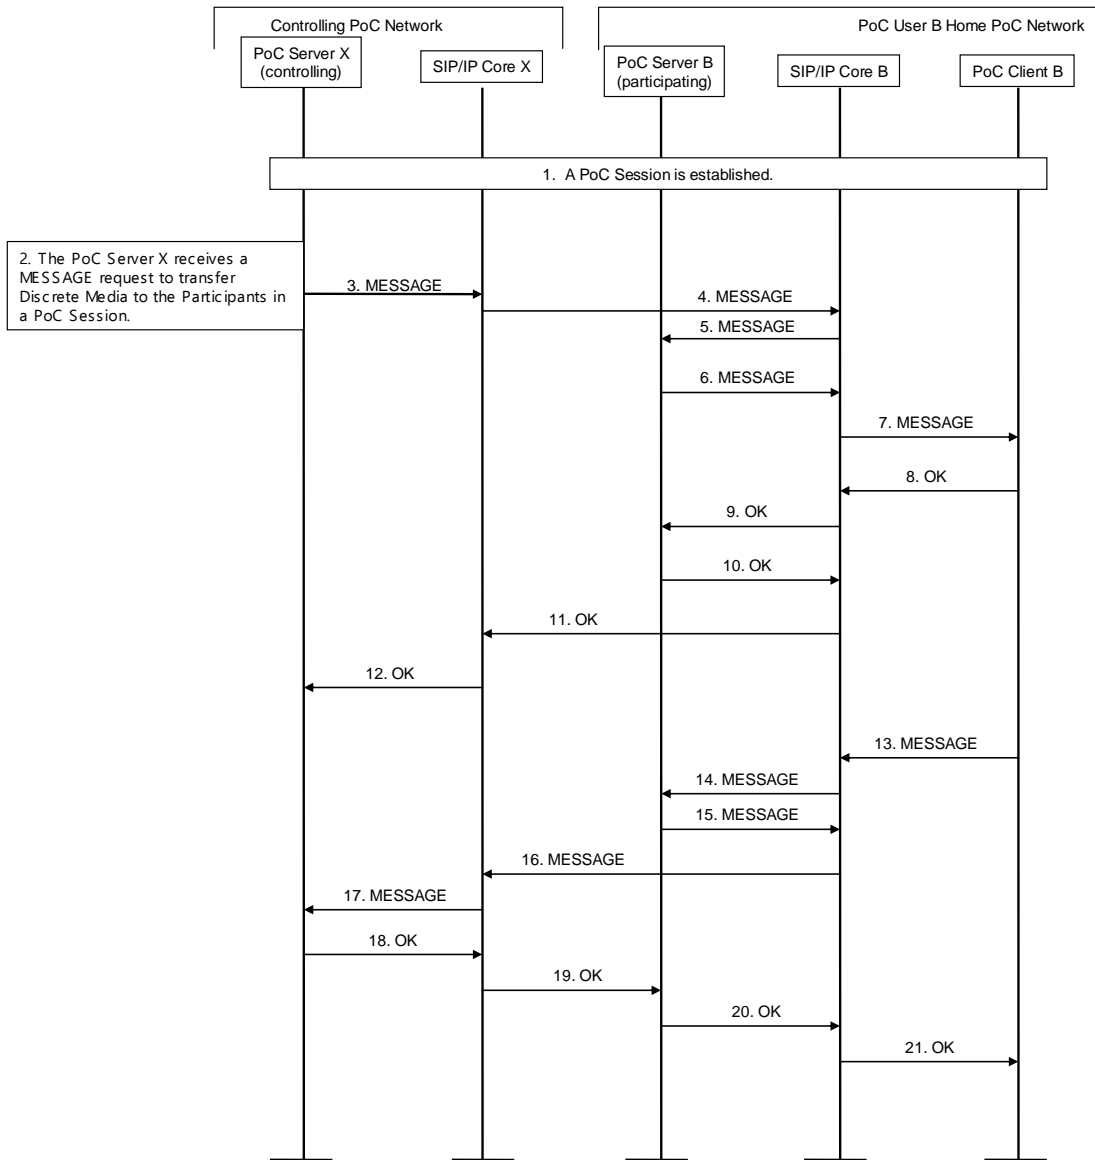 Controlling PoC Network
PoC User B Home PoC Network
PoC Server X
(controlling)
SIP/IP Core X
PoC Server B
(participating)
SIP/IP Core B
PoC Client B
1. A PoC Session is established.
2. The PoC Server X receives a
MESSAGE request to transfer
Discrete Media to the Participants in
a PoC Session.
3. MESSAGE
4. MESSAGE
5. MESSAGE
6. MESSAGE
7. MESSAGE
8. OK
9. OK
10. OK
11. OK
12. OK
13. MESSAGE
14. MESSAGE
15. MESSAGE
16. MESSAGE
17. MESSAGE
18. OK
19. OK
20. OK
21. OK